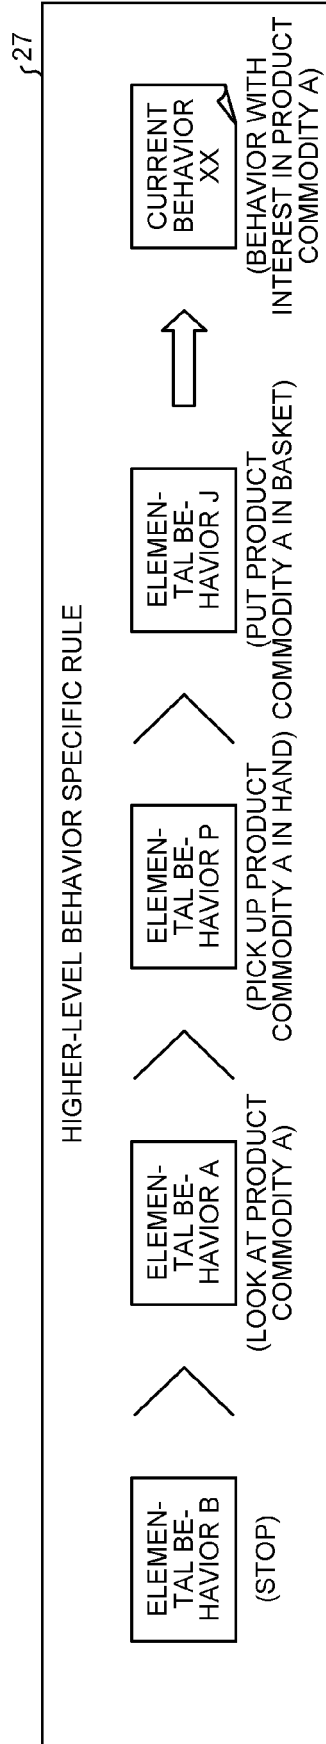 27
HIGHER-LEVEL BEHAVIOR SPECIFIC RULE
ELEMEN-
TAL BE-
HAVIOR B
(STOP)
ELEMEN-
TAL BE-
HAVIOR A
(LOOK AT PRODUCT
COMMODITY A)
ELEMEN-
TAL BE-
HAVIOR P
(PICK UP PRODUCT
COMMODITY A IN HAND)
ELEMEN-
TAL BE-
HAVIOR J
(PUT PRODUCT
COMMODITY A IN BASKET)
CURRENT
BEHAVIOR
XX
(BEHAVIOR WITH
INTEREST IN PRODUCT
COMMODITY A)